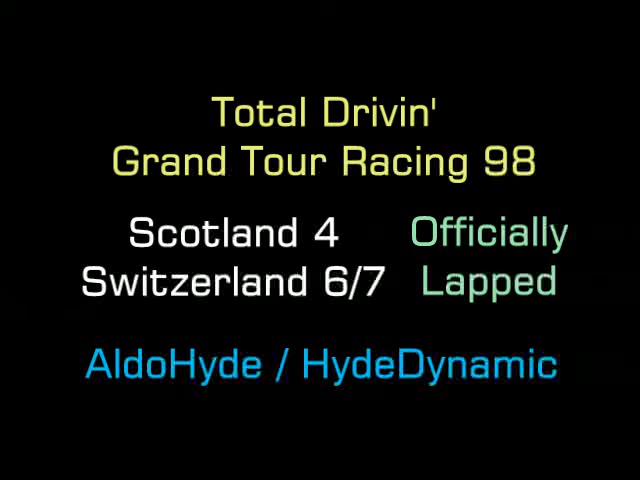 Total Drivin'
Grand Tour Racing 98
Scotland 4 Officially
Switzerland 6/7 Lapped
AldoHyde / HydeDynamic